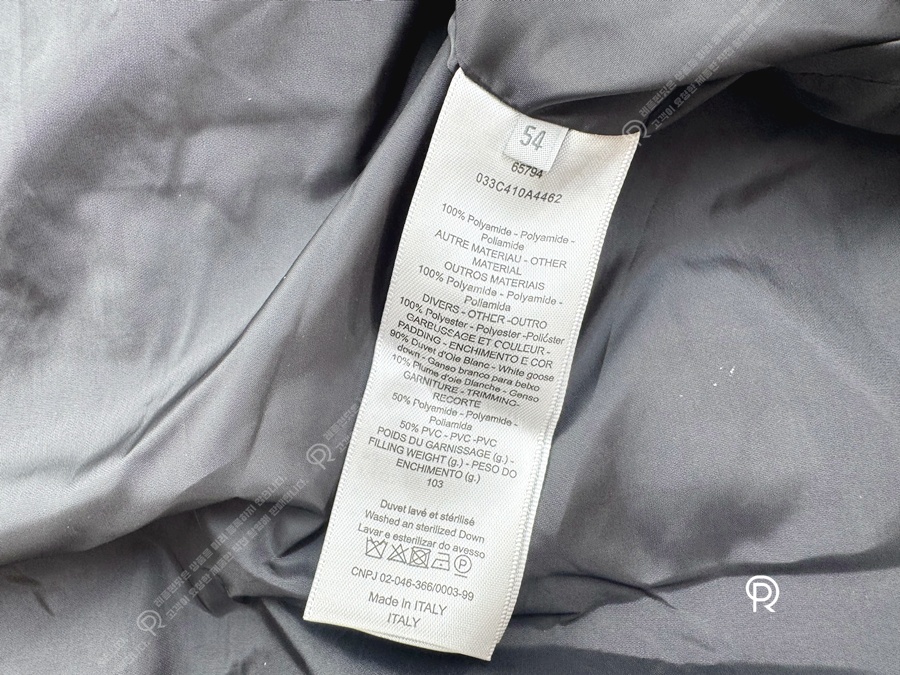 54
65794
033C410A4462
100% Polyamide - Polyamide -
Poliamide
AUTRE MATERIAU - OTHER
MATERIAL
OUTROS MATERIAIS
100% Polyamide - Polyamide -
Poliamida
DIVERS - OTHER -OUTRO
100% Polyester - Polyester -Poliéster
GARBUSSAGE ET COULEUR -
PADDING - ENCHIMENTO E COR
90% Duvet d'Oie Blanc - White goose
down - Ganso branco para beixo
10% Plume d'oie Blanche - Ganso
GARNITURE - TRIMMING-
RECORTE
50% Polyamide - Polyamide -
Poliamida
50% PVC - PVC -PVC
POIDS DU GARNISSAGE (g.) -
FILLING WEIGHT (g.) - PESO DO
ENCHIMENTO (g.)
103
Duvet lavé et stérilisé
Washed an sterilized Down
Lavar e esterilizar do avesso
P
CNPJ 02-046-366/0003-99
Made in ITALY
ITALY